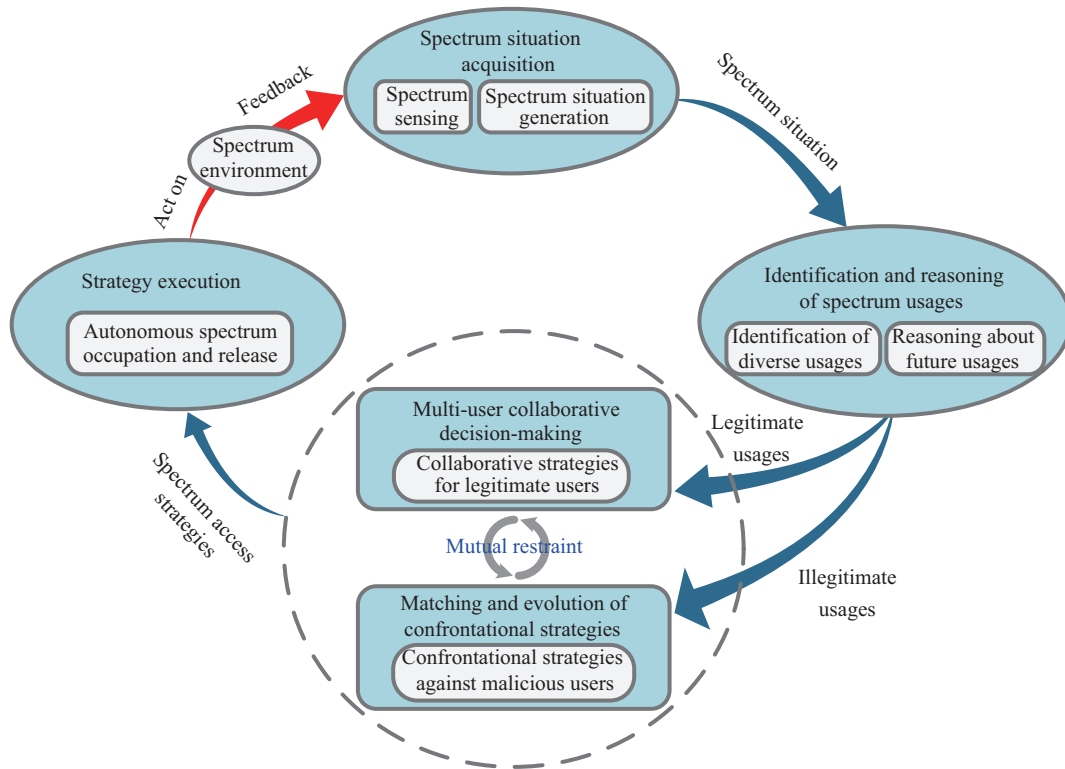 Spectrum situation
acquisition
Spectrum
sensing
Spectrum situation
generation
Feedback
Spectrum situation
Spectrum
environment
Act on
Strategy execution
Autonomous spectrum
occupation and release
Identification and reasoning
of spectrum usages
Identification of
diverse usages
Reasoning about
future usages
Multi-user collaborative
decision-making
Collaborative strategies
for legitimate users
Legitimate
usages
Mutual restraint
Spectrum access
strategies
Illegitimate
usages
Matching and evolution of
confrontational strategies
Confrontational strategies
against malicious users